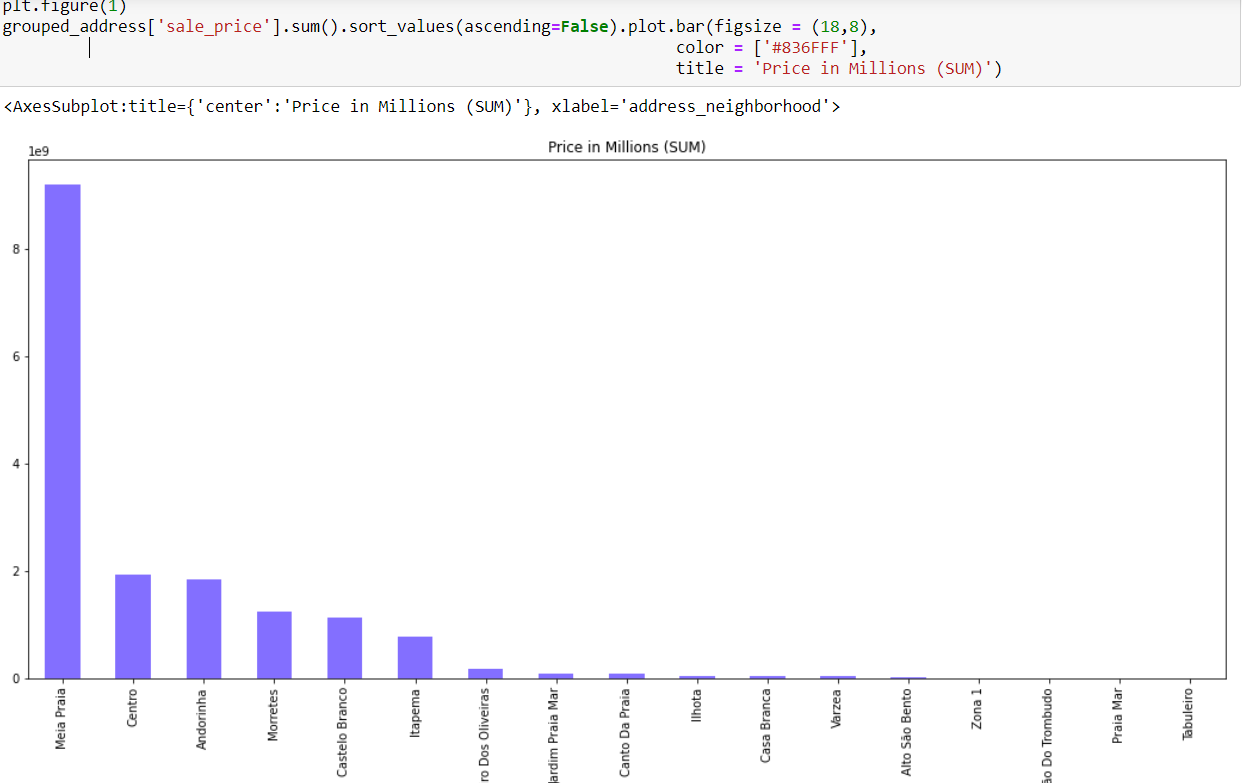 plt.figure(1)
grouped_address['sale_price'].sum().sort_values(ascending=False).plot.bar(figsize = (18,8),
color = ['#836FFF'],
title = 'Price in Millions (SUM)')
<AxesSubplot:title={'center':'Price in Millions (SUM)'}, xlabel='address_neighborhood'>
Price in Millions (SUM)
1e9
8
6
4
2
0
Meia Praia
Centro
Andorinha
Morretes
Castelo Branco
Itapema
ro Dos Oliveiras
Jardim Praia Mar
Canto Da Praia
Ilhota
Casa Branca
Varzea
Alto São Bento
Zona 1
ão Do Trombudo
Praia Mar
Tabuleiro